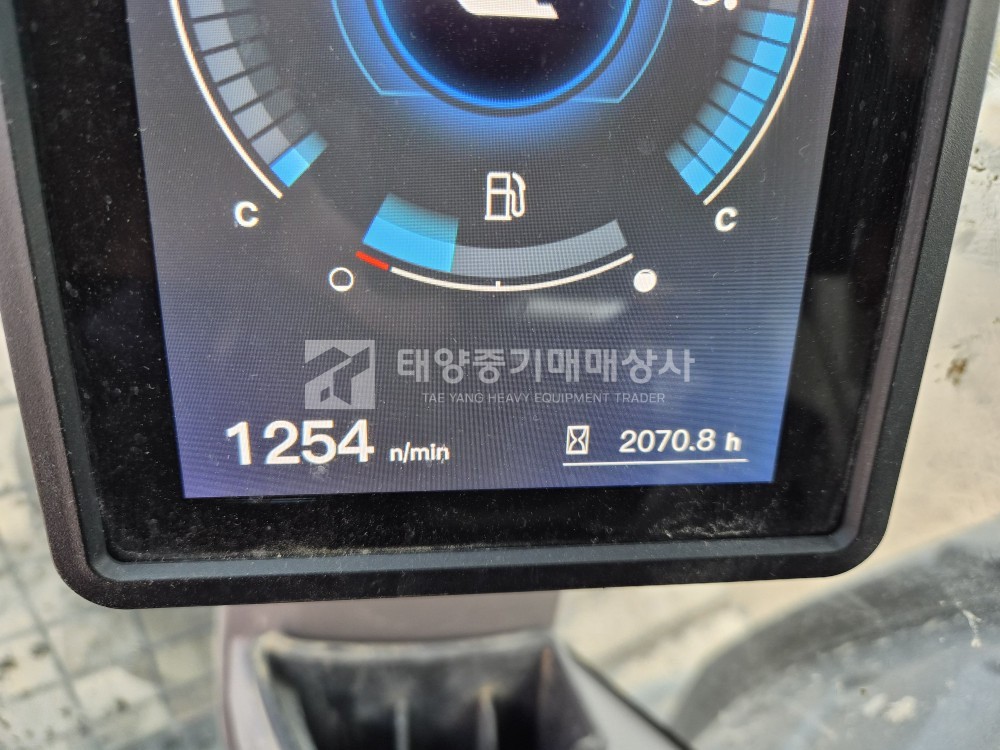 C
C
태양중기매매상사
TAE YANG HEAVY EQUIPMENT TRADER
1254 n/min
2070.8 h